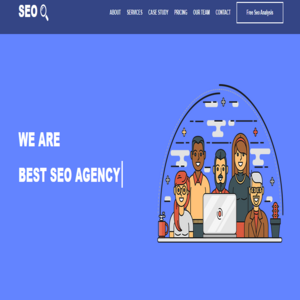 SEO
ABOUT SERVICES CASE STUDY PRICING OUR TEAM CONTACT Free Seo Analysis
WE ARE
BEST SEO AGENCY